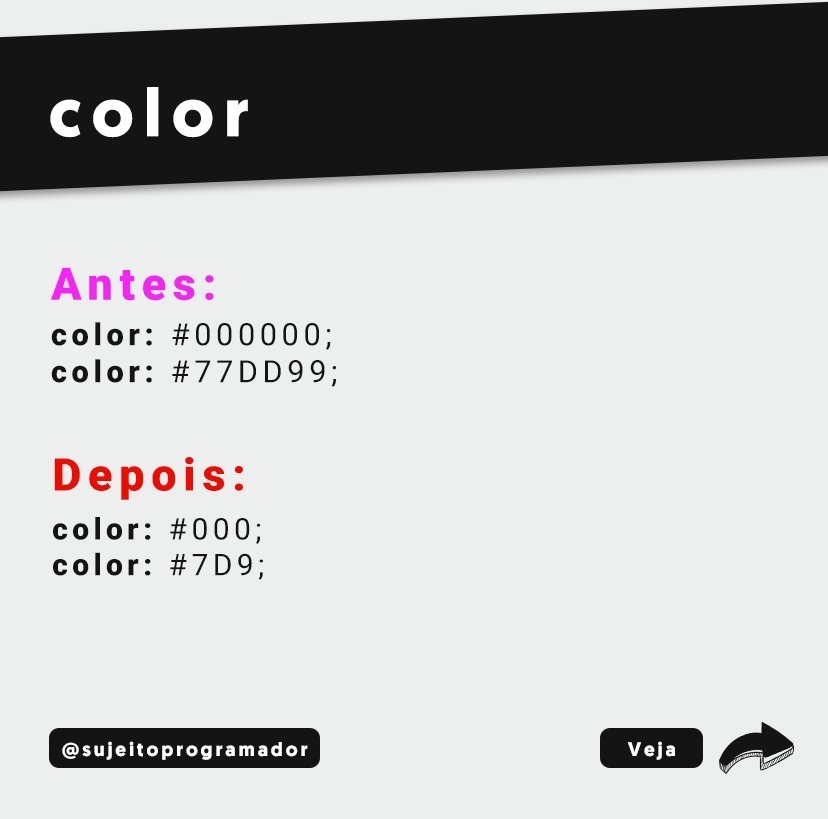 color
Antes:
color: #000000;
color: #77DD99;
Depois:
color: #000;
color: #7D9;
@sujeitoprogramador
Veja